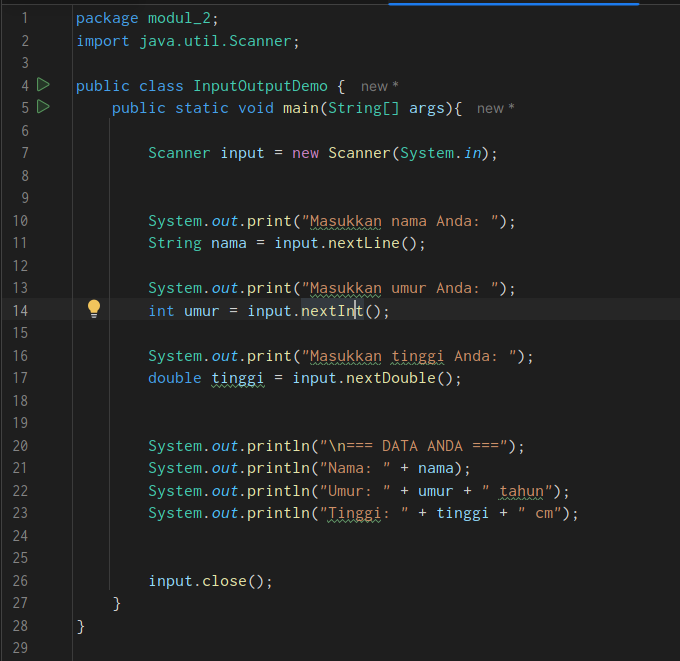 1 package modul_2;
2 import java.util.Scanner;
3
4 public class InputOutputDemo { new *
5     public static void main(String[] args){ new *
6
7         Scanner input = new Scanner(System.in);
8
9
10         System.out.print("Masukkan nama Anda: ");
11         String nama = input.nextLine();
12
13         System.out.print("Masukkan umur Anda: ");
14         int umur = input.nextInt();
15
16         System.out.print("Masukkan tinggi Anda: ");
17         double tinggi = input.nextDouble();
18
19
20         System.out.println("\n=== DATA ANDA ===");
21         System.out.println("Nama: " + nama);
22         System.out.println("Umur: " + umur + " tahun");
23         System.out.println("Tinggi: " + tinggi + " cm");
24
25
26         input.close();
27     }
28 }
29